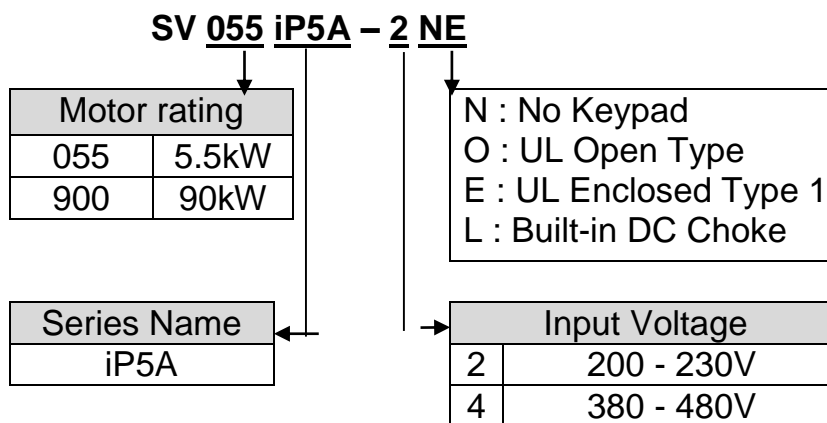 SV 055 iP5A – 2 NE
Motor rating
055 5.5kW
900 90kW
N : No Keypad
O : UL Open Type
E : UL Enclosed Type 1
L : Built-in DC Choke
Series Name
iP5A
Input Voltage
2 200 - 230V
4 380 - 480V